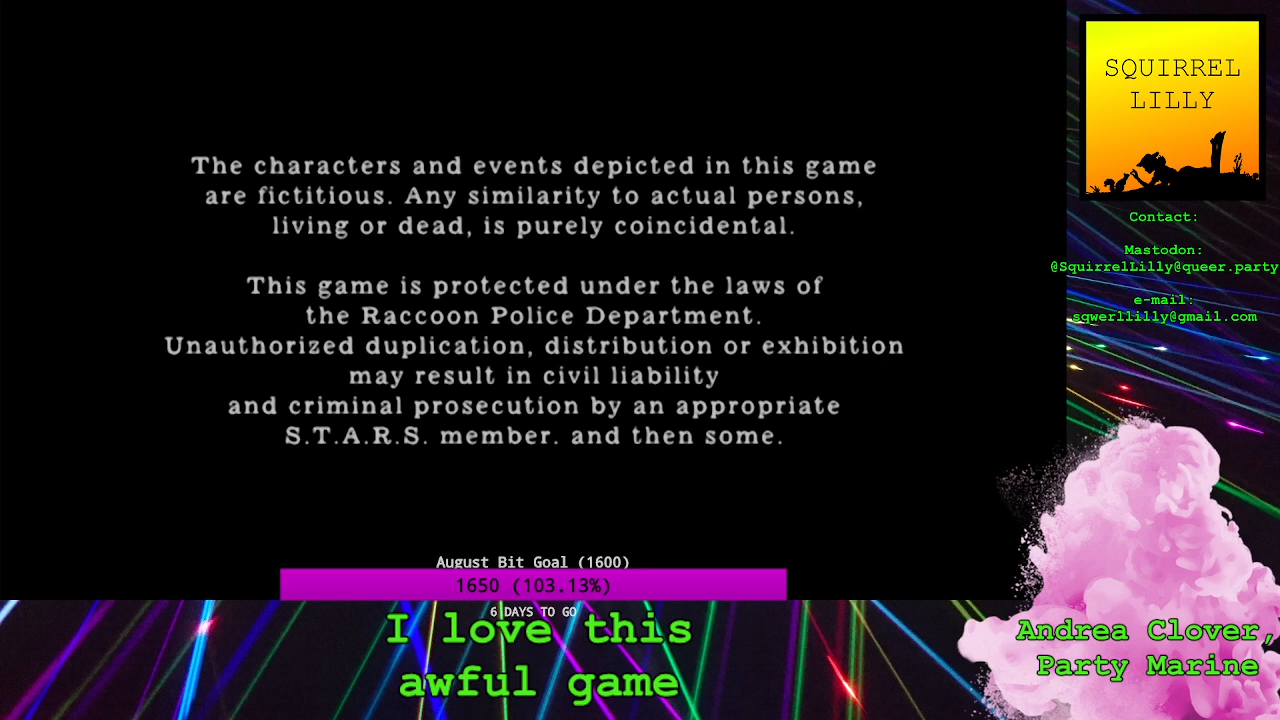 The characters and events depicted in this game
are fictitious. Any similarity to actual persons,
living or dead, is purely coincidental.
This game is protected under the laws of
the Raccoon Police Department.
Unauthorized duplication, distribution or exhibition
may result in civil liability
and criminal prosecution by an appropriate
S.T.A.R.S. member. and then some.
SQUIRREL
LILLY
Contact:
Mastodon:
@SquirrelLilly@queer.party
e-mail:
sqwerllilly@gmail.com
August Bit Goal (1600)
1650 (103.13%)
6 DAYS TO GO
I love this
awful game
Andrea Clover,
Party Marine